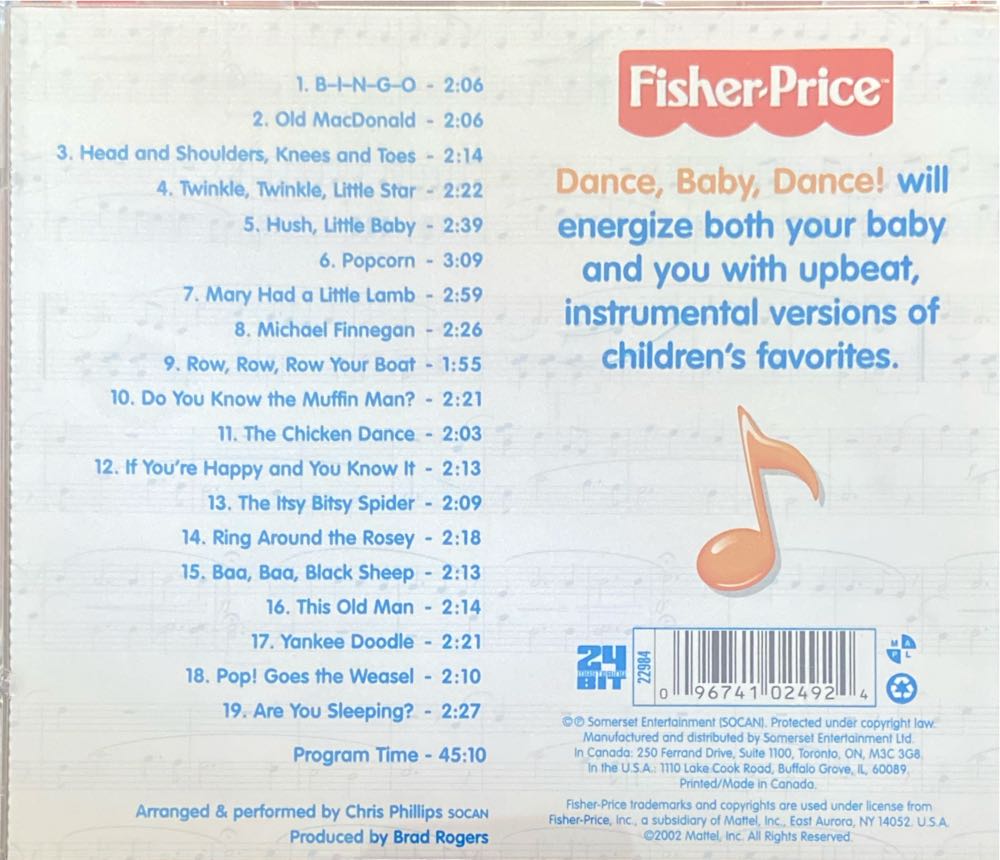 1. B-I-N-G-O - 2:06
2. Old MacDonald - 2:06
3. Head and Shoulders, Knees and Toes - 2:14
4. Twinkle, Twinkle, Little Star - 2:22
5. Hush, Little Baby - 2:39
6. Popcorn - 3:09
7. Mary Had a Little Lamb - 2:59
8. Michael Finnegan - 2:26
9. Row, Row, Row Your Boat - 1:55
10. Do You Know the Muffin Man? - 2:21
11. The Chicken Dance - 2:03
12. If You're Happy and You Know It - 2:13
13. The Itsy Bitsy Spider - 2:09
14. Ring Around the Rosey - 2:18
15. Baa, Baa, Black Sheep - 2:13
16. This Old Man - 2:14
17. Yankee Doodle - 2:21
18. Pop! Goes the Weasel - 2:10
19. Are You Sleeping? - 2:27
Program Time - 45:10
Arranged & performed by Chris Phillips SOCAN
Produced by Brad Rogers
Fisher-Price™
Dance, Baby, Dance! will
energize both your baby
and you with upbeat,
instrumental versions of
children's favorites.
24
BIT
22984
0 96741 02492 4
M A
P L
©℗ Somerset Entertainment (SOCAN). Protected under copyright law.
Manufactured and distributed by Somerset Entertainment Ltd.
In Canada: 250 Ferrand Drive, Suite 1100, Toronto, ON, M3C 3G8.
In the U.S.A.: 1110 Lake Cook Road, Buffalo Grove, IL, 60089.
Printed/Made in Canada.
Fisher-Price trademarks and copyrights are used under license from
Fisher-Price, Inc., a subsidiary of Mattel, Inc., East Aurora, NY 14052. U.S.A.
©2002 Mattel, Inc. All Rights Reserved.